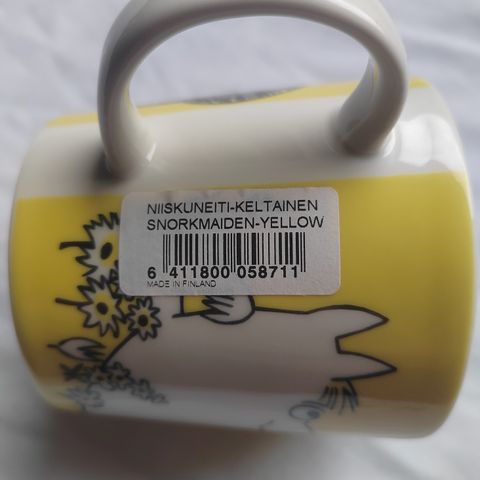 NIISKUNEITI-KELTAINEN
SNORKMAIDEN-YELLOW
6 411800 058711
MADE IN FINLAND